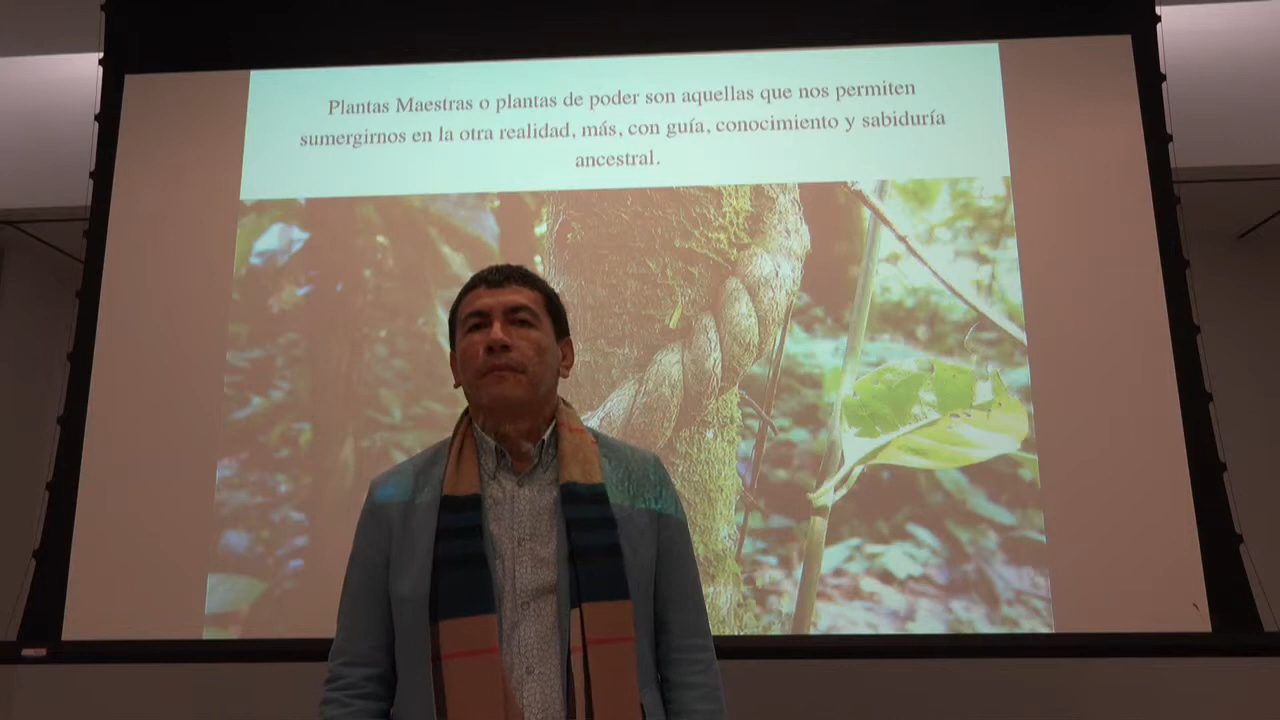 Plantas Maestras o plantas de poder son aquellas que nos permiten
sumergirnos en la otra realidad, más, con guía, conocimiento y sabiduría
ancestral.